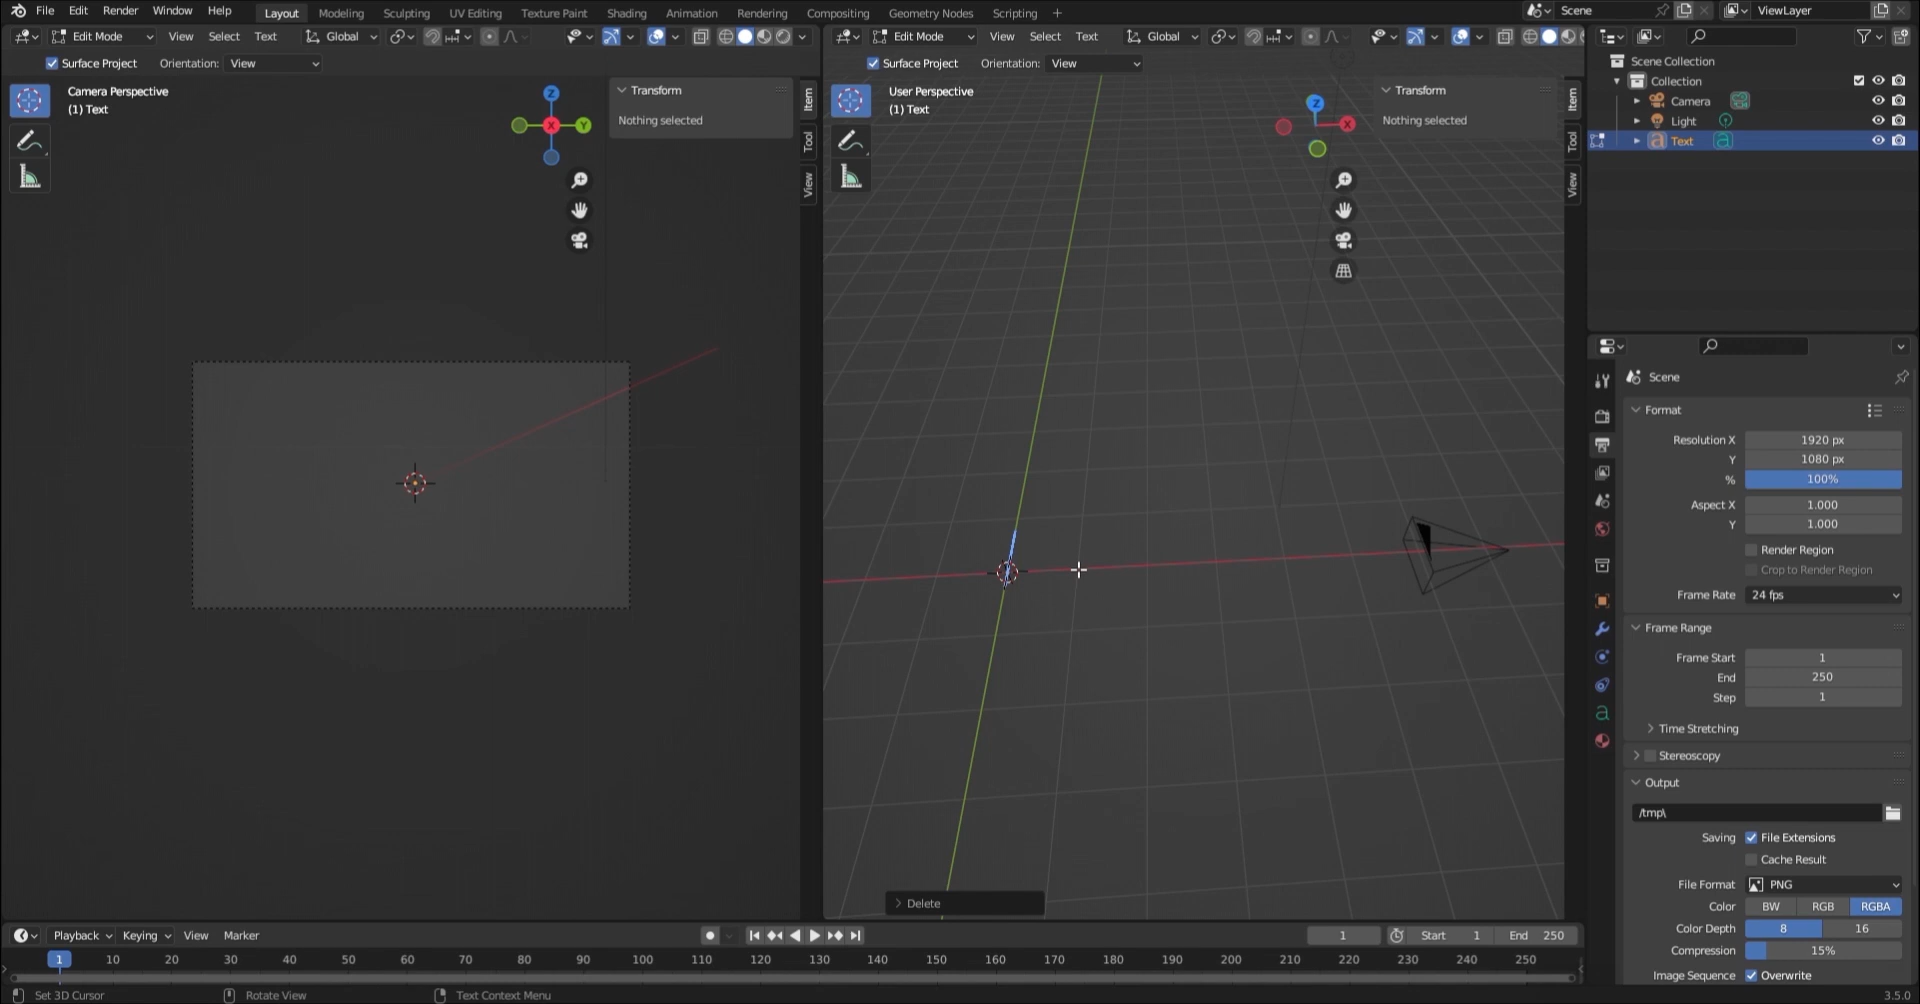 File Edit Render Window Help Layout Modeling Sculpting UV Editing Texture Paint Shading Animation Rendering Compositing Geometry Nodes Scripting + Scene ViewLayer
Edit Mode View Select Text Global
Surface Project Orientation: View
Camera Perspective
(1) Text
Z
X
Y
Transform
Nothing selected
Item
Tool
View
Edit Mode View Select Text Global
Surface Project Orientation: View
User Perspective
(1) Text
Z
X
Transform
Nothing selected
Item
Tool
View
Delete
Scene Collection
Collection
Camera
Light
Text
Scene
Format
Resolution X 1920 px
Y 1080 px
% 100%
Aspect X 1.000
Y 1.000
Render Region
Crop to Render Region
Frame Rate 24 fps
Frame Range
Frame Start 1
End 250
Step 1
Time Stretching
Stereoscopy
Output
/tmp\
Saving File Extensions
Cache Result
File Format PNG
Color BW RGB RGBA
Color Depth 8 16
Compression 15%
Image Sequence Overwrite
Playback Keying View Marker 1 Start 1 End 250
1 10 20 30 40 50 60 70 80 90 100 110 120 130 140 150 160 170 180 190 200 210 220 230 240 250
Set 3D Cursor Rotate View Text Context Menu 3.5.0